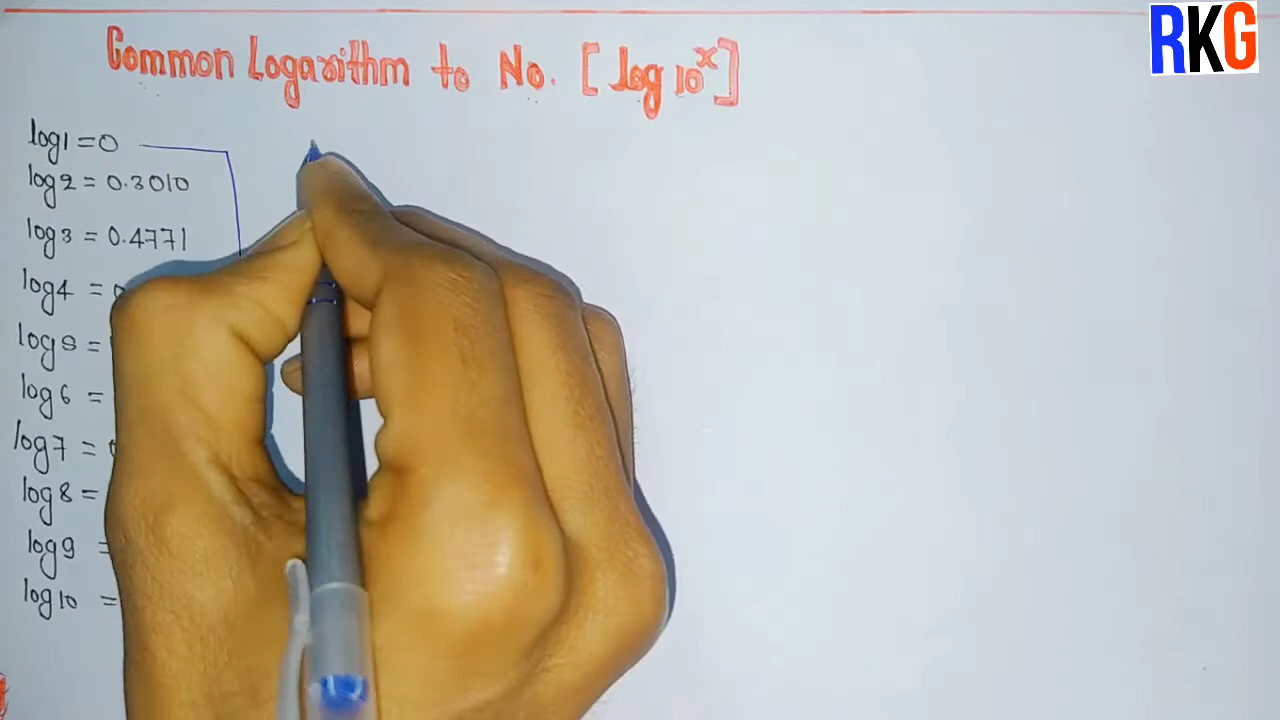 RKG
Common Logarithm to No. [log 10^x]
log1 = 0
log2 = 0.3010
log3 = 0.4771
log4 =
log5 =
log6 =
log7 =
log8 =
log9 =
log10 =